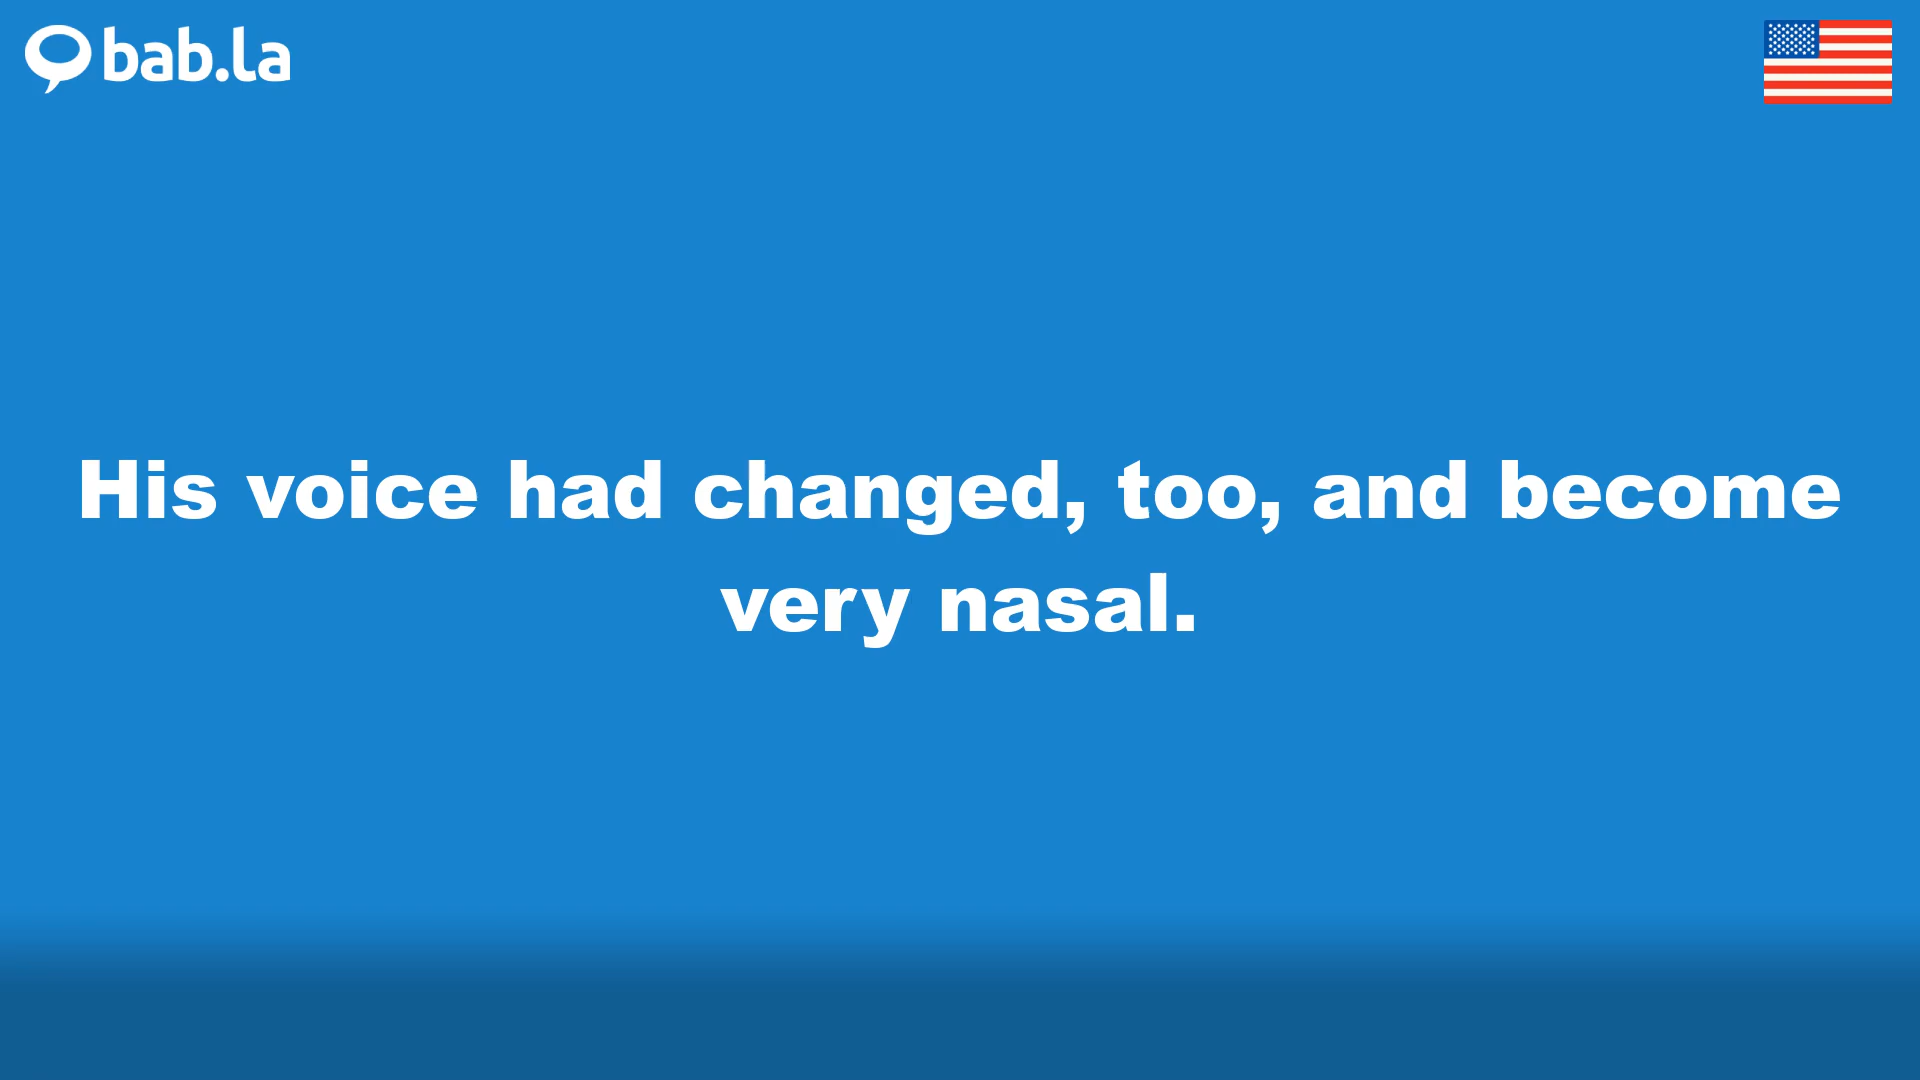 bab.la
His voice had changed, too, and become
very nasal.